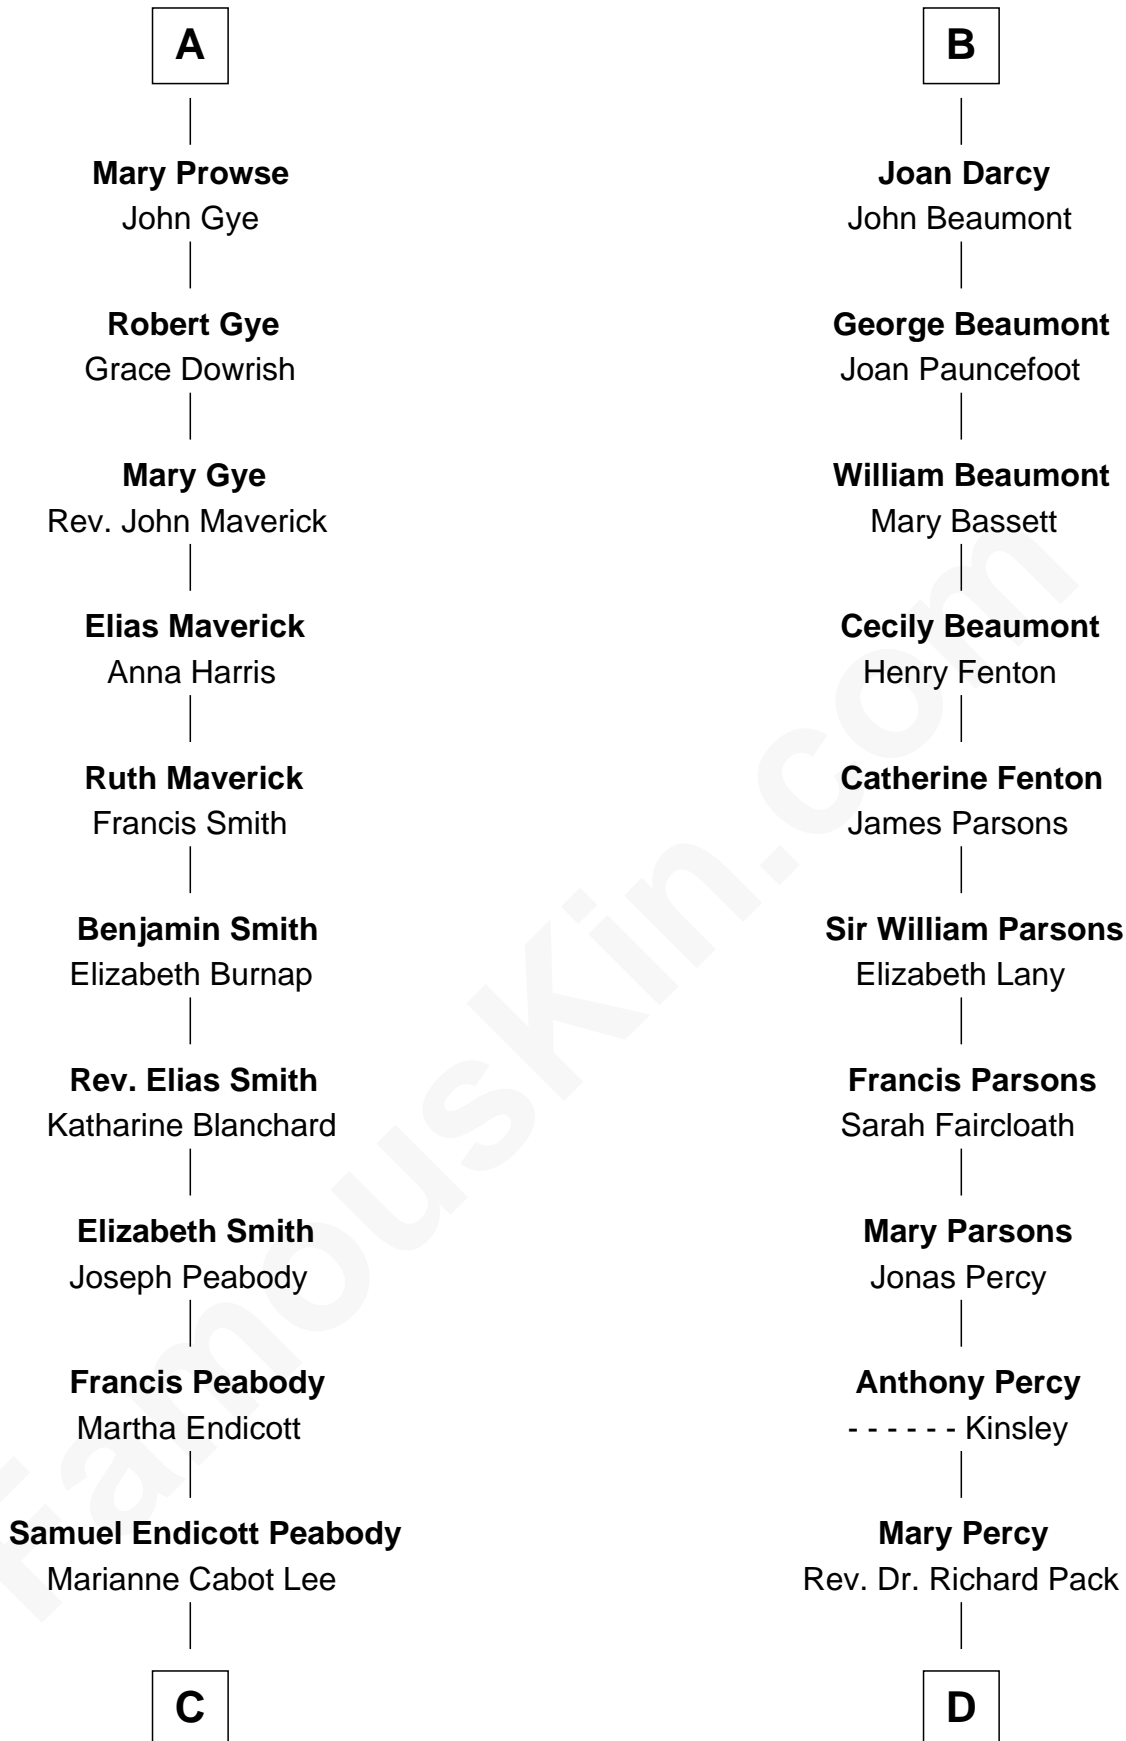 A
Mary Prowse
John Gye
Robert Gye
Grace Dowrish
Mary Gye
Rev. John Maverick
Elias Maverick
Anna Harris
Ruth Maverick
Francis Smith
Benjamin Smith
Elizabeth Burnap
Rev. Elias Smith
Katharine Blanchard
Elizabeth Smith
Joseph Peabody
Francis Peabody
Martha Endicott
Samuel Endicott Peabody
Marianne Cabot Lee
C
B
Joan Darcy
John Beaumont
George Beaumont
Joan Pauncefoot
William Beaumont
Mary Bassett
Cecily Beaumont
Henry Fenton
Catherine Fenton
James Parsons
Sir William Parsons
Elizabeth Lany
Francis Parsons
Sarah Faircloath
Mary Parsons
Jonas Percy
Anthony Percy
- - - - - - Kinsley
Mary Percy
Rev. Dr. Richard Pack
D
FamousKin.com